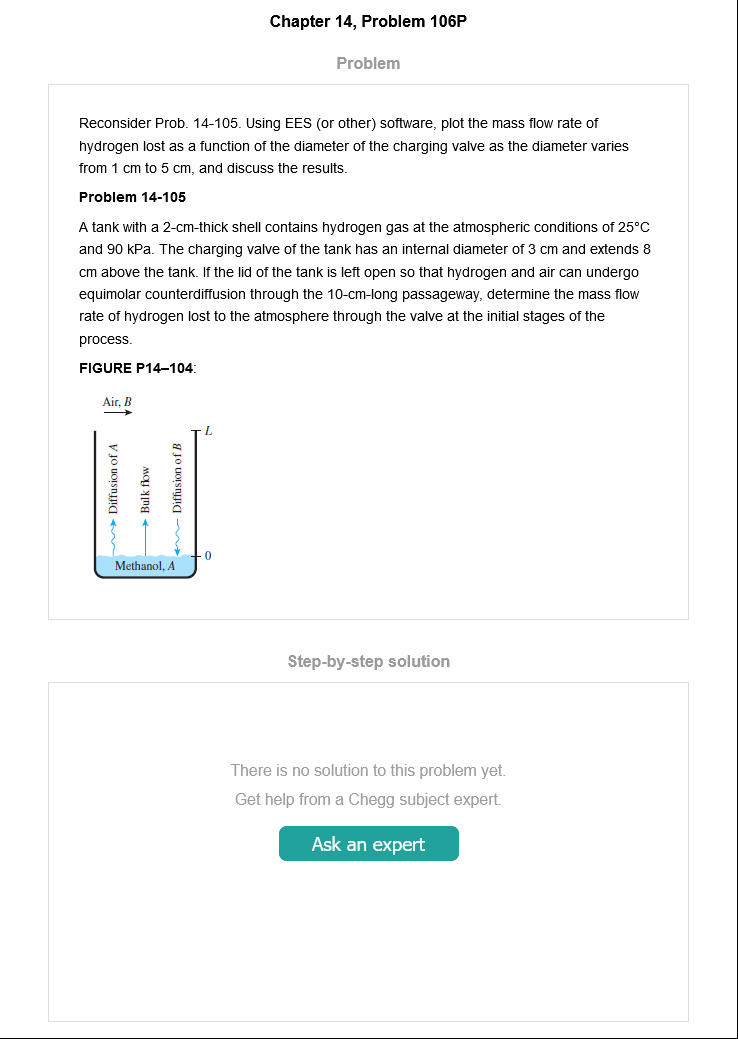 Chapter 14, Problem 106P
Problem
Reconsider Prob. 14-105. Using EES (or other) software, plot the mass flow rate of
hydrogen lost as a function of the diameter of the charging valve as the diameter varies
from 1 cm to 5 cm, and discuss the results.
Problem 14-105
A tank with a 2-cm-thick shell contains hydrogen gas at the atmospheric conditions of 25°C
and 90 kPa. The charging valve of the tank has an internal diameter of 3 cm and extends 8
cm above the tank. If the lid of the tank is left open so that hydrogen and air can undergo
equimolar counterdiffusion through the 10-cm-long passageway, determine the mass flow
rate of hydrogen lost to the atmosphere through the valve at the initial stages of the
process.
FIGURE P14–104:
Air, B
L
Diffusion of A
Bulk flow
Diffusion of B
0
Methanol, A
Step-by-step solution
There is no solution to this problem yet.
Get help from a Chegg subject expert.
Ask an expert